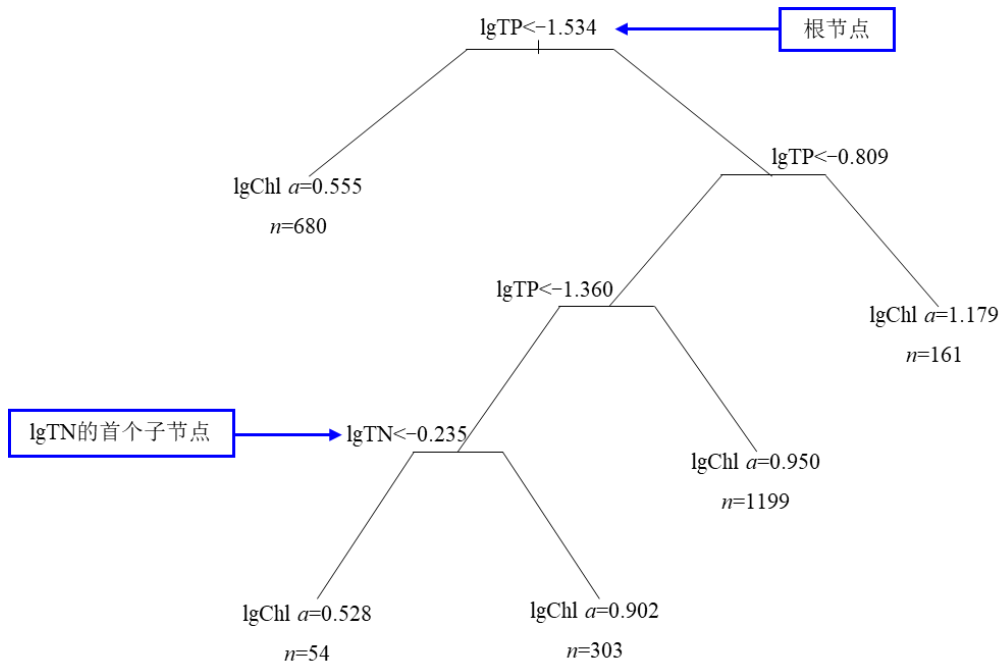 lgTP<−1.534
根节点
lgTP<−0.809
lgChl a=0.555
n=680
lgTP<−1.360
lgChl a=1.179
n=161
lgTN的首个子节点
lgTN<−0.235
lgChl a=0.950
n=1199
lgChl a=0.528
n=54
lgChl a=0.902
n=303